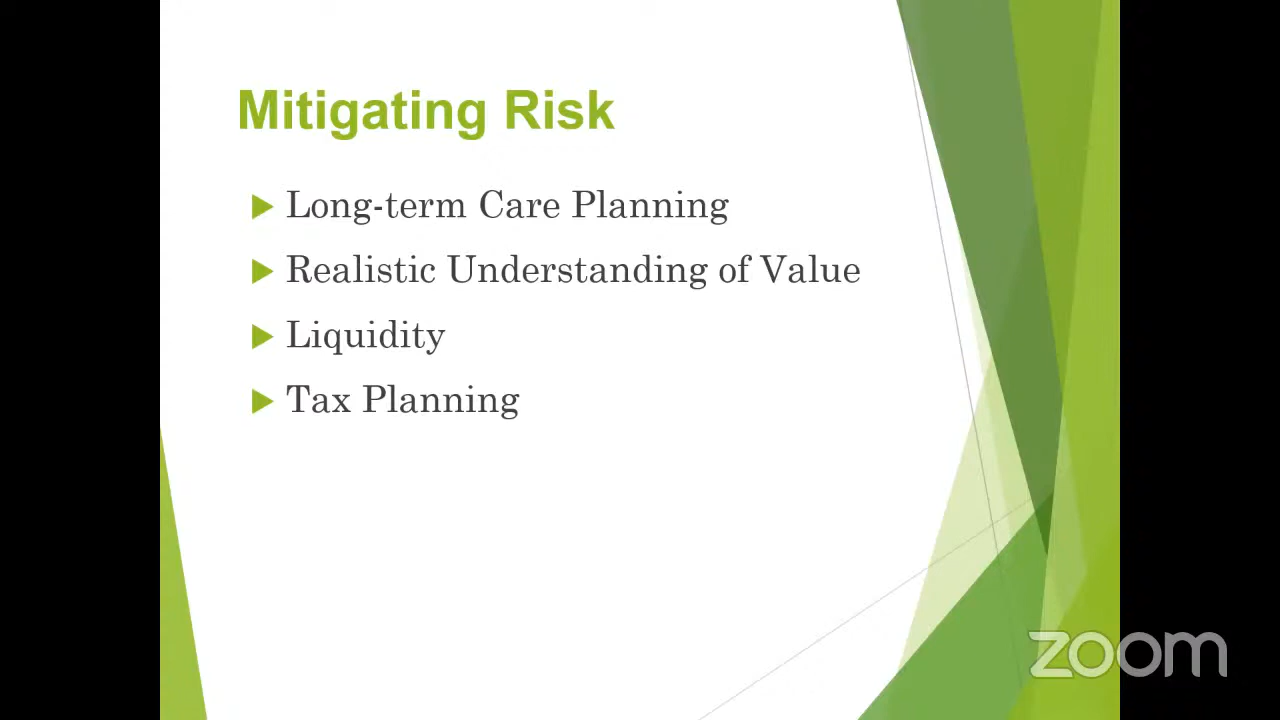 Mitigating Risk
Long-term Care Planning
Realistic Understanding of Value
Liquidity
Tax Planning
zoom